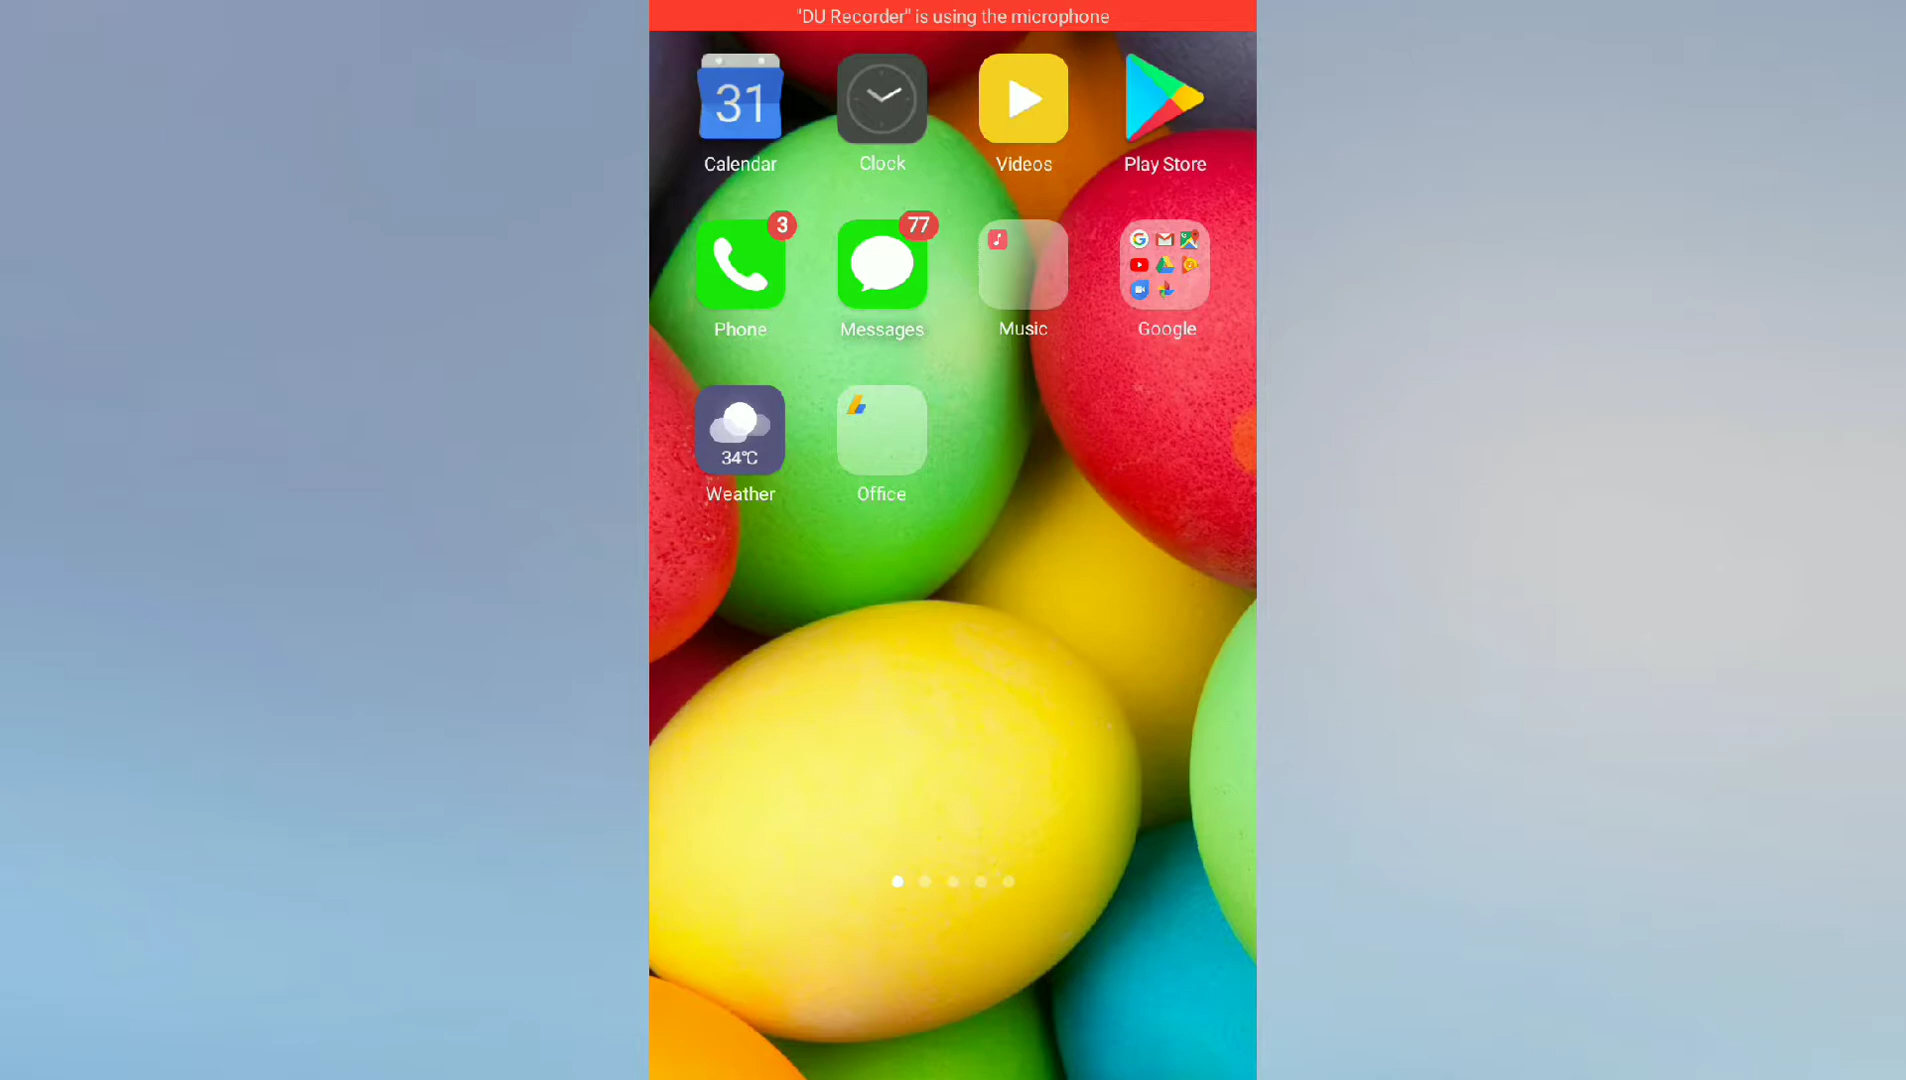 "DU Recorder" is using the microphone
31
Calendar
Clock
Videos
Play Store
3
77
Phone
Messages
Music
Google
34°C
Weather
Office